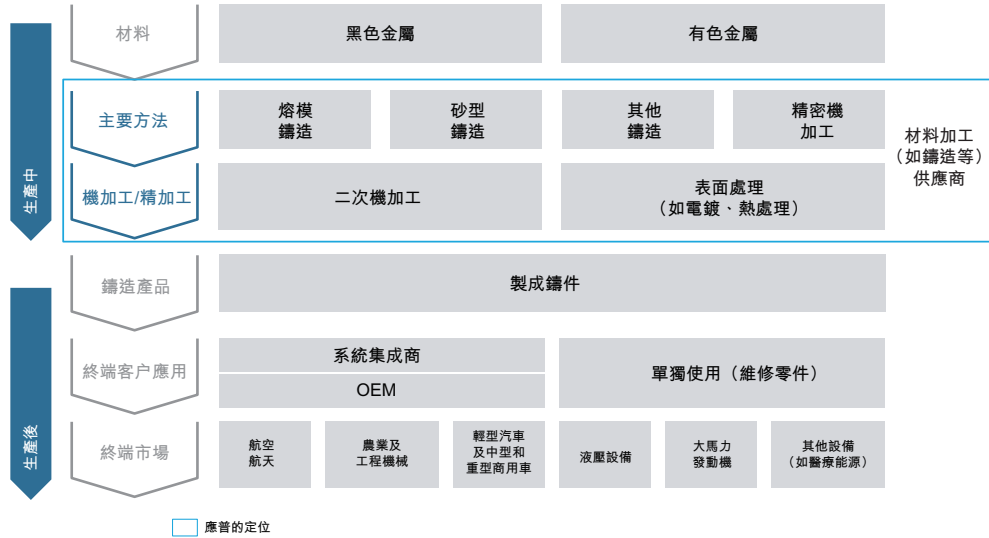 材料
黑色金屬
有色金屬
生產中
主要方法
熔模
鑄造
砂型
鑄造
其他
鑄造
精密機
加工
材料加工
（如鑄造等）
供應商
機加工/精加工
二次機加工
表面處理
（如電鍍、熱處理）
鑄造產品
製成鑄件
生產後
終端客户應用
系統集成商
OEM
單獨使用（維修零件）
終端市場
航空
航天
農業及
工程機械
輕型汽車
及中型和
重型商用車
液壓設備
大馬力
發動機
其他設備
（如醫療能源）
應普的定位